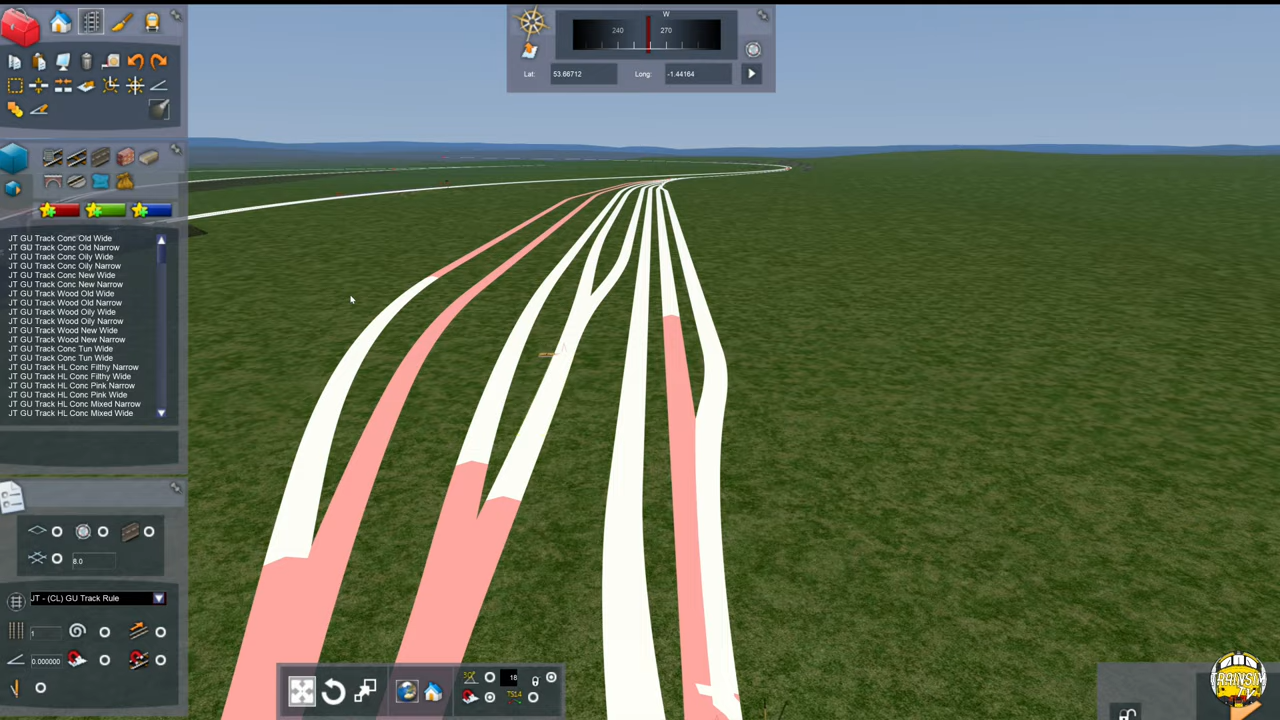 W
240
270
Lat:
53.66712
Long:
-1.44164
JT GU Track Conc Old Wide
JT GU Track Conc Old Narrow
JT GU Track Conc Oily Wide
JT GU Track Conc Oily Narrow
JT GU Track Conc New Wide
JT GU Track Conc New Narrow
JT GU Track Wood Old Wide
JT GU Track Wood Old Narrow
JT GU Track Wood Oily Wide
JT GU Track Wood Oily Narrow
JT GU Track Wood New Wide
JT GU Track Wood New Narrow
JT GU Track Conc Tun Wide
JT GU Track Conc Tun Wide
JT GU Track HL Conc Filthy Narrow
JT GU Track HL Conc Filthy Wide
JT GU Track HL Conc Pink Narrow
JT GU Track HL Conc Pink Wide
JT GU Track HL Conc Mixed Narrow
JT GU Track HL Conc Mixed Wide
8.0
JT - (CL) GU Track Rule
1
0.000000
18
TS14
TRAINSIM
TV